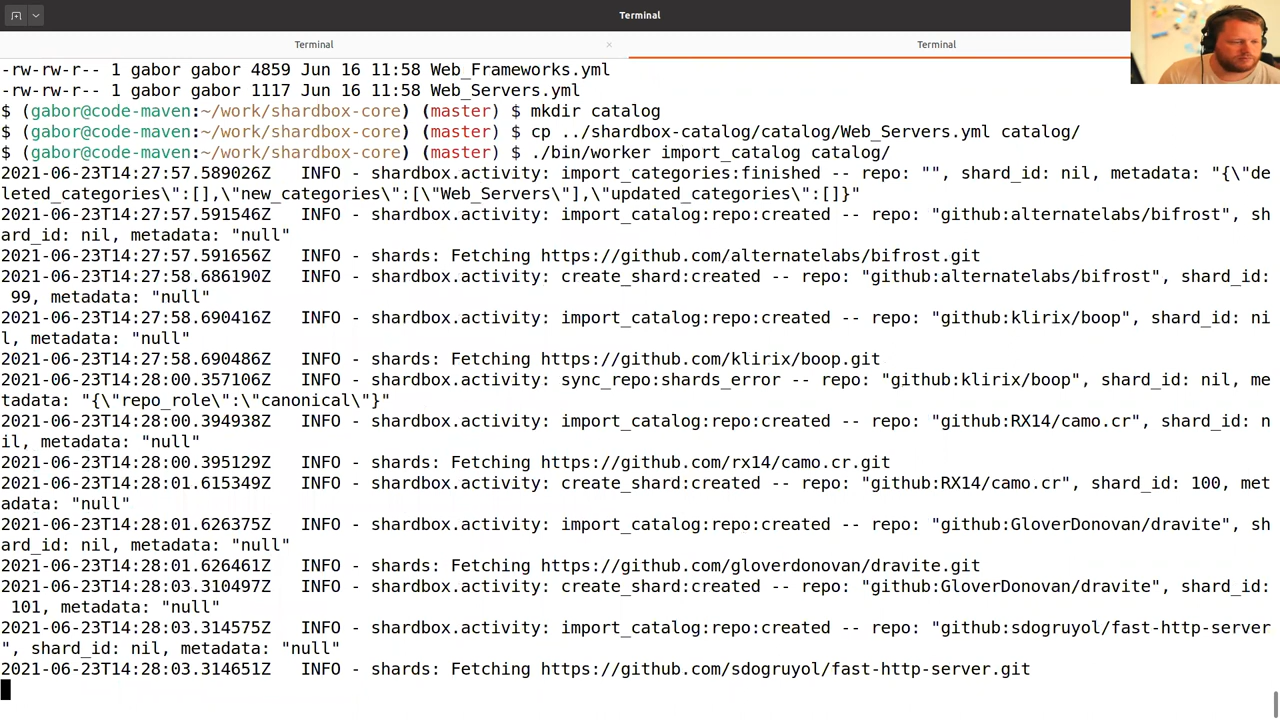 Terminal
Terminal × Terminal
-rw-rw-r-- 1 gabor gabor 4859 Jun 16 11:58 Web_Frameworks.yml
-rw-rw-r-- 1 gabor gabor 1117 Jun 16 11:58 Web_Servers.yml
$ (gabor@code-maven:~/work/shardbox-core) (master) $ mkdir catalog
$ (gabor@code-maven:~/work/shardbox-core) (master) $ cp ../shardbox-catalog/catalog/Web_Servers.yml catalog/
$ (gabor@code-maven:~/work/shardbox-core) (master) $ ./bin/worker import_catalog catalog/
2021-06-23T14:27:57.589026Z   INFO - shardbox.activity: import_categories:finished -- repo: "", shard_id: nil, metadata: "{\"de
leted_categories\":[],\"new_categories\":[\"Web_Servers\"],\"updated_categories\":[]}"
2021-06-23T14:27:57.591546Z   INFO - shardbox.activity: import_catalog:repo:created -- repo: "github:alternatelabs/bifrost", sh
ard_id: nil, metadata: "null"
2021-06-23T14:27:57.591656Z   INFO - shards: Fetching https://github.com/alternatelabs/bifrost.git
2021-06-23T14:27:58.686190Z   INFO - shardbox.activity: create_shard:created -- repo: "github:alternatelabs/bifrost", shard_id:
 99, metadata: "null"
2021-06-23T14:27:58.690416Z   INFO - shardbox.activity: import_catalog:repo:created -- repo: "github:klirix/boop", shard_id: ni
l, metadata: "null"
2021-06-23T14:27:58.690486Z   INFO - shards: Fetching https://github.com/klirix/boop.git
2021-06-23T14:28:00.357106Z   INFO - shardbox.activity: sync_repo:shards_error -- repo: "github:klirix/boop", shard_id: nil, me
tadata: "{\"repo_role\":\"canonical\"}"
2021-06-23T14:28:00.394938Z   INFO - shardbox.activity: import_catalog:repo:created -- repo: "github:RX14/camo.cr", shard_id: n
il, metadata: "null"
2021-06-23T14:28:00.395129Z   INFO - shards: Fetching https://github.com/rx14/camo.cr.git
2021-06-23T14:28:01.615349Z   INFO - shardbox.activity: create_shard:created -- repo: "github:RX14/camo.cr", shard_id: 100, met
adata: "null"
2021-06-23T14:28:01.626375Z   INFO - shardbox.activity: import_catalog:repo:created -- repo: "github:GloverDonovan/dravite", sh
ard_id: nil, metadata: "null"
2021-06-23T14:28:01.626461Z   INFO - shards: Fetching https://github.com/gloverdonovan/dravite.git
2021-06-23T14:28:03.310497Z   INFO - shardbox.activity: create_shard:created -- repo: "github:GloverDonovan/dravite", shard_id:
 101, metadata: "null"
2021-06-23T14:28:03.314575Z   INFO - shardbox.activity: import_catalog:repo:created -- repo: "github:sdogruyol/fast-http-server
", shard_id: nil, metadata: "null"
2021-06-23T14:28:03.314651Z   INFO - shards: Fetching https://github.com/sdogruyol/fast-http-server.git